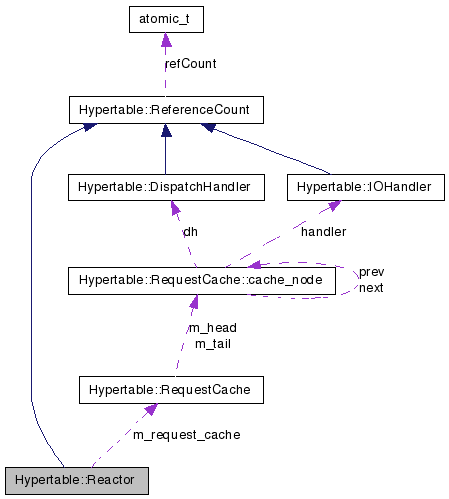 atomic_t
refCount
Hypertable::ReferenceCount
Hypertable::DispatchHandler
Hypertable::IOHandler
dh
handler
Hypertable::RequestCache::cache_node
prev
next
m_head
m_tail
Hypertable::RequestCache
m_request_cache
Hypertable::Reactor